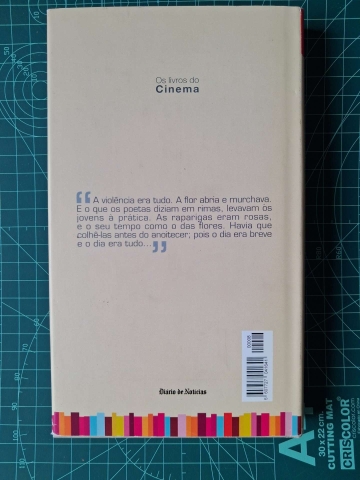 Os livros do
Cinema
“A violência era tudo. A flor abria e murchava.
E o que os poetas diziam em rimas, levavam os
jovens à prática. As raparigas eram rosas,
e o seu tempo como o das flores. Havia que
colhê-las antes do anoitecer; pois o dia era breve
e o dia era tudo...”
00008
Diário de Notícias
A
30 x 22 cm.
CUTTING MAT
CRISCOLOR